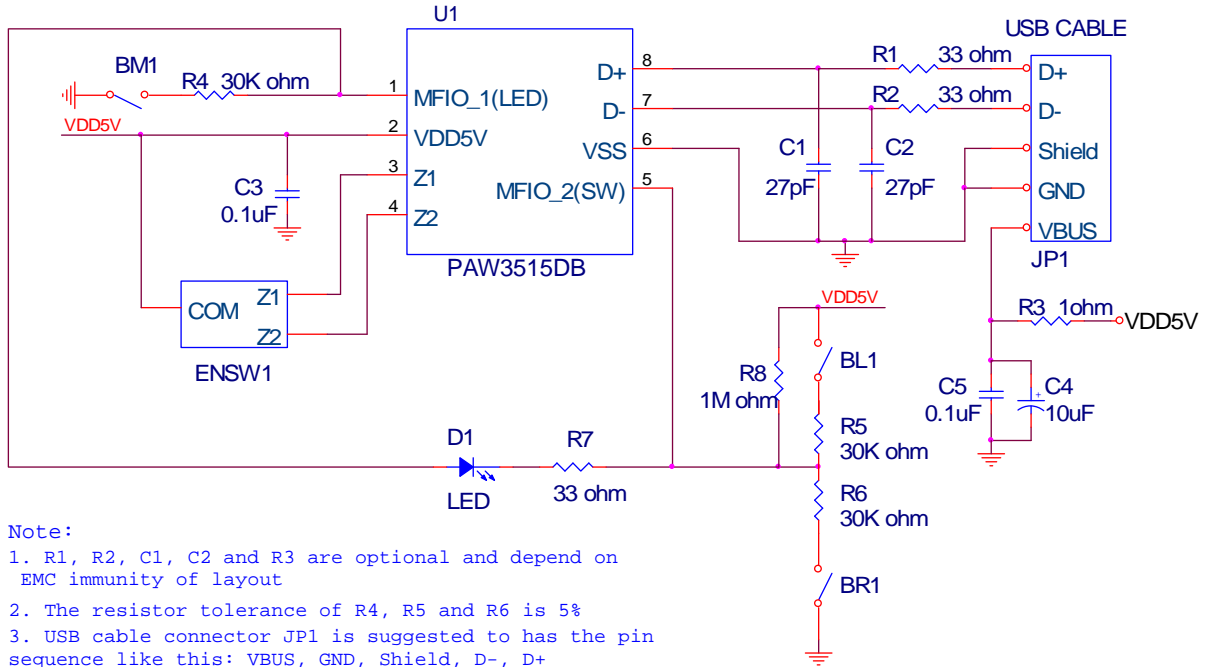 U1
USB CABLE
BM1
R4 30K ohm
1
MFIO_1(LED)
VDD5V
2
VDD5V
3
Z1
4
Z2
D+
8
D-
7
VSS
6
MFIO_2(SW)
5
PAW3515DB
R1 33 ohm
R2 33 ohm
D+
D-
Shield
GND
VBUS
JP1
C1
27pF
C2
27pF
C3
0.1uF
COM
Z1
Z2
ENSW1
VDD5V
R3 1ohm
VDD5V
BL1
R8
1M ohm
C5
0.1uF
C4
+
10uF
R5
30K ohm
D1
LED
R7
33 ohm
R6
30K ohm
BR1
Note:
1. R1, R2, C1, C2 and R3 are optional and depend on
EMC immunity of layout
2. The resistor tolerance of R4, R5 and R6 is 5%
3. USB cable connector JP1 is suggested to has the pin
sequence like this: VBUS, GND, Shield, D-, D+